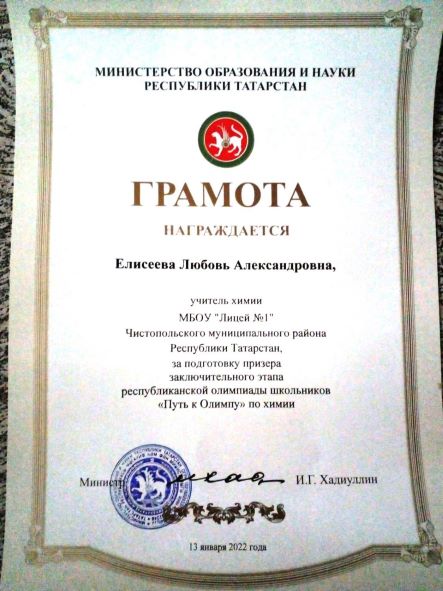 МИНИСТЕРСТВО ОБРАЗОВАНИЯ И НАУКИ
РЕСПУБЛИКИ ТАТАРСТАН
ГРАМОТА
НАГРАЖДАЕТСЯ
Елисеева Любовь Александровна,
учитель химии
МБОУ "Лицей №1"
Чистопольского муниципального района
Республики Татарстан,
за подготовку призера
заключительного этапа
республиканской олимпиады школьников
«Путь к Олимпу» по химии
Министр И.Г. Хадиуллин
13 января 2022 года